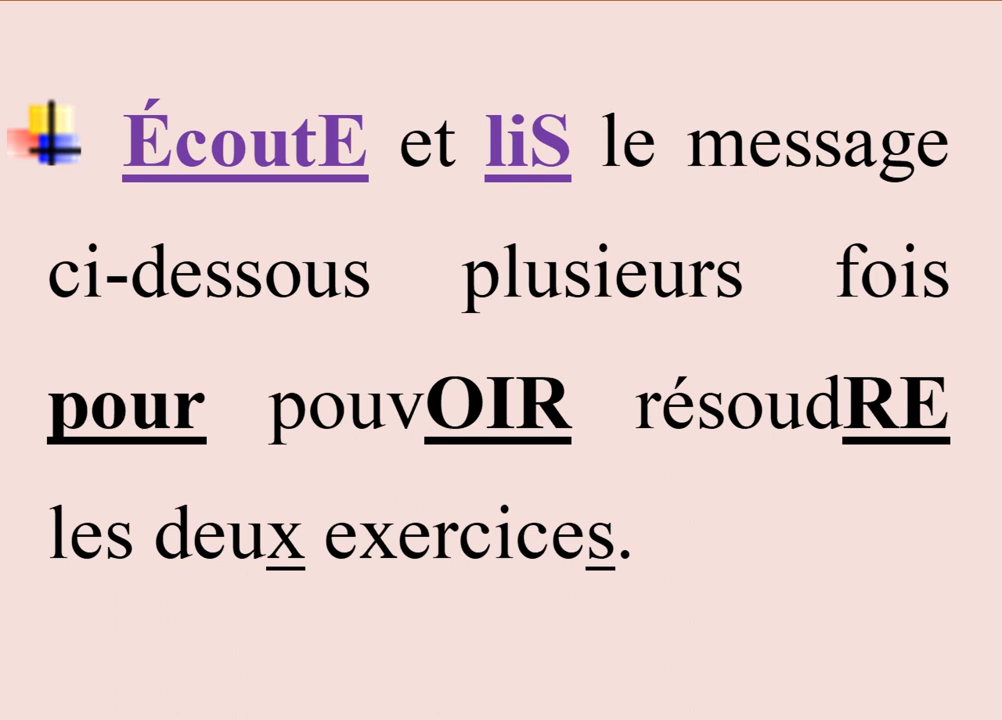 ÉcoutE et liS le message
ci-dessous plusieurs fois
pour pouvOIR résoudRE
les deux exercices.